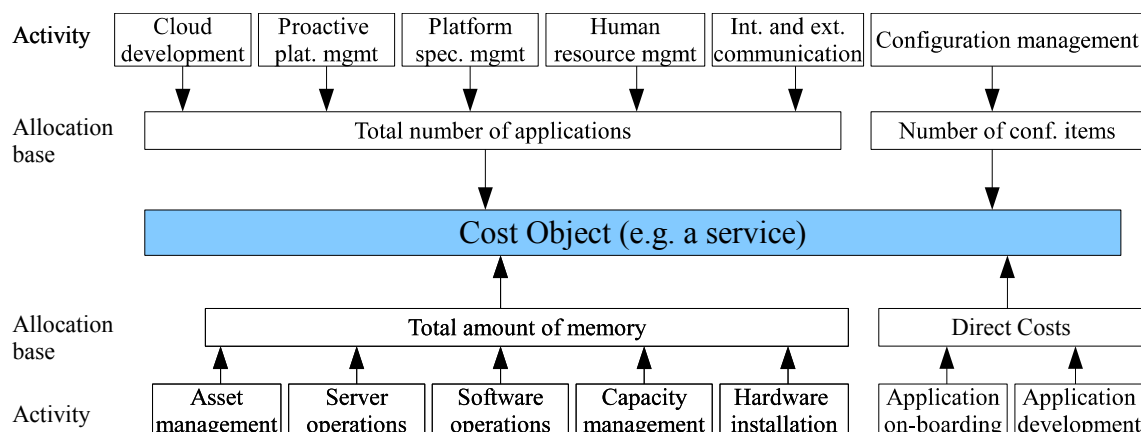 Activity
Cloud
development
Proactive
plat. mgmt
Platform
spec. mgmt
Human
resource mgmt
Int. and ext.
communication
Configuration management
Allocation
base
Total number of applications
Number of conf. items
Cost Object (e.g. a service)
Allocation
base
Total amount of memory
Direct Costs
Activity
Asset
management
Server
operations
Software
operations
Capacity
management
Hardware
installation
Application
on-boarding
Application
development